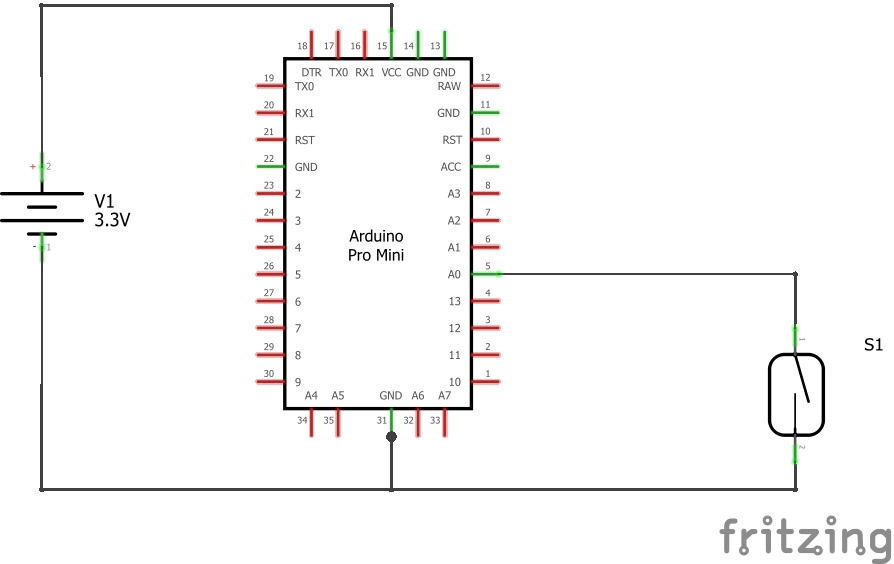 18 17 16 15 14 13
DTR TX0 RX1 VCC GND GND
19 TX0 RAW 12
20 RX1 GND 11
21 RST RST 10
22 GND ACC 9
23 2 A3 8
24 3 A2 7
25 4 A1 6
26 5 A0 5
27 6 13 4
28 7 12 3
29 8 11 2
30 9 10 1
Arduino
Pro Mini
A4 A5 GND A6 A7
34 35 31 32 33
+ 2
V1
3.3V
- 1
1
S1
2
fritzing